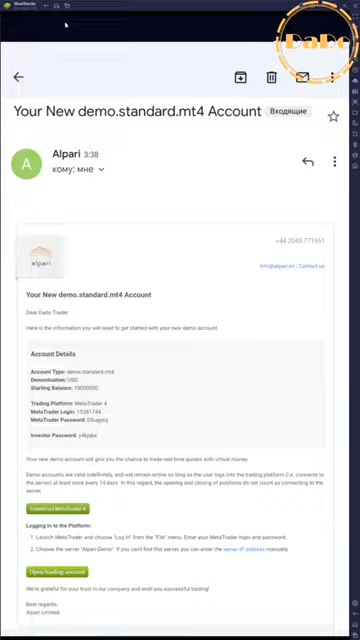 BlueStacks
DaDo
Your New demo.standard.mt4 Account
Входящие
Alpari 3:38
A
кому: мне
+44 2045 771951
alpari
info@alpari.int | Contact us
Your New demo.standard.mt4 Account
Dear Dado Trader,
Here is the information you will need to get started with your new demo account.
Account Details
Account Type: demo.standard.mt4
Denomination: USD
Starting Balance: 10000000
Trading Platform: MetaTrader 4
MetaTrader Login: 15281744
MetaTrader Password:
Investor Password:
Your new demo account will give you the chance to trade real-time quotes with virtual money.
Demo accounts are valid indefinitely, and will remain active so long as the user logs into the trading platform (i.e. connects to
the server) at least once every 14 days. In this regard, the opening and closing of positions do not count as connecting to the
server.
Download MetaTrader 4
Logging in to the Platform:
1. Launch MetaTrader and choose "Log in" from the "File" menu. Enter your MetaTrader login and password
2. Choose the server "Alpari-Demo". If you can't find this server, you can enter the server IP address manually
Open trading account
We're grateful for your trust in our company and wish you successful trading!
Best regards,
Alpari Limited